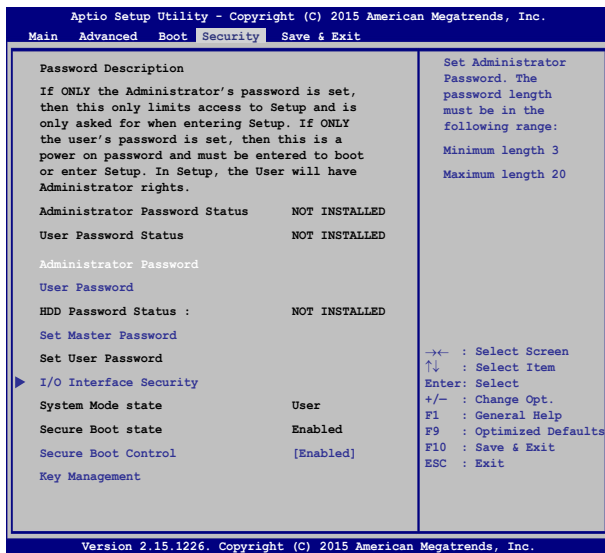 Aptio Setup Utility - Copyright (C) 2015 American Megatrends, Inc.
Main Advanced Boot Security Save & Exit
Password Description
If ONLY the Administrator's password is set,
then this only limits access to Setup and is
only asked for when entering Setup. If ONLY
the user's password is set, then this is a
power on password and must be entered to boot
or enter Setup. In Setup, the User will have
Administrator rights.
Administrator Password Status NOT INSTALLED
User Password Status NOT INSTALLED
Administrator Password
User Password
HDD Password Status : NOT INSTALLED
Set Master Password
Set User Password
I/O Interface Security
System Mode state User
Secure Boot state Enabled
Secure Boot Control [Enabled]
Key Management
Set Administrator
Password. The
password length
must be in the
following range:
Minimum length 3
Maximum length 20
→← : Select Screen
↑↓ : Select Item
Enter: Select
+/— : Change Opt.
F1 : General Help
F9 : Optimized Defaults
F10 : Save & Exit
ESC : Exit
Version 2.15.1226. Copyright (C) 2015 American Megatrends, Inc.